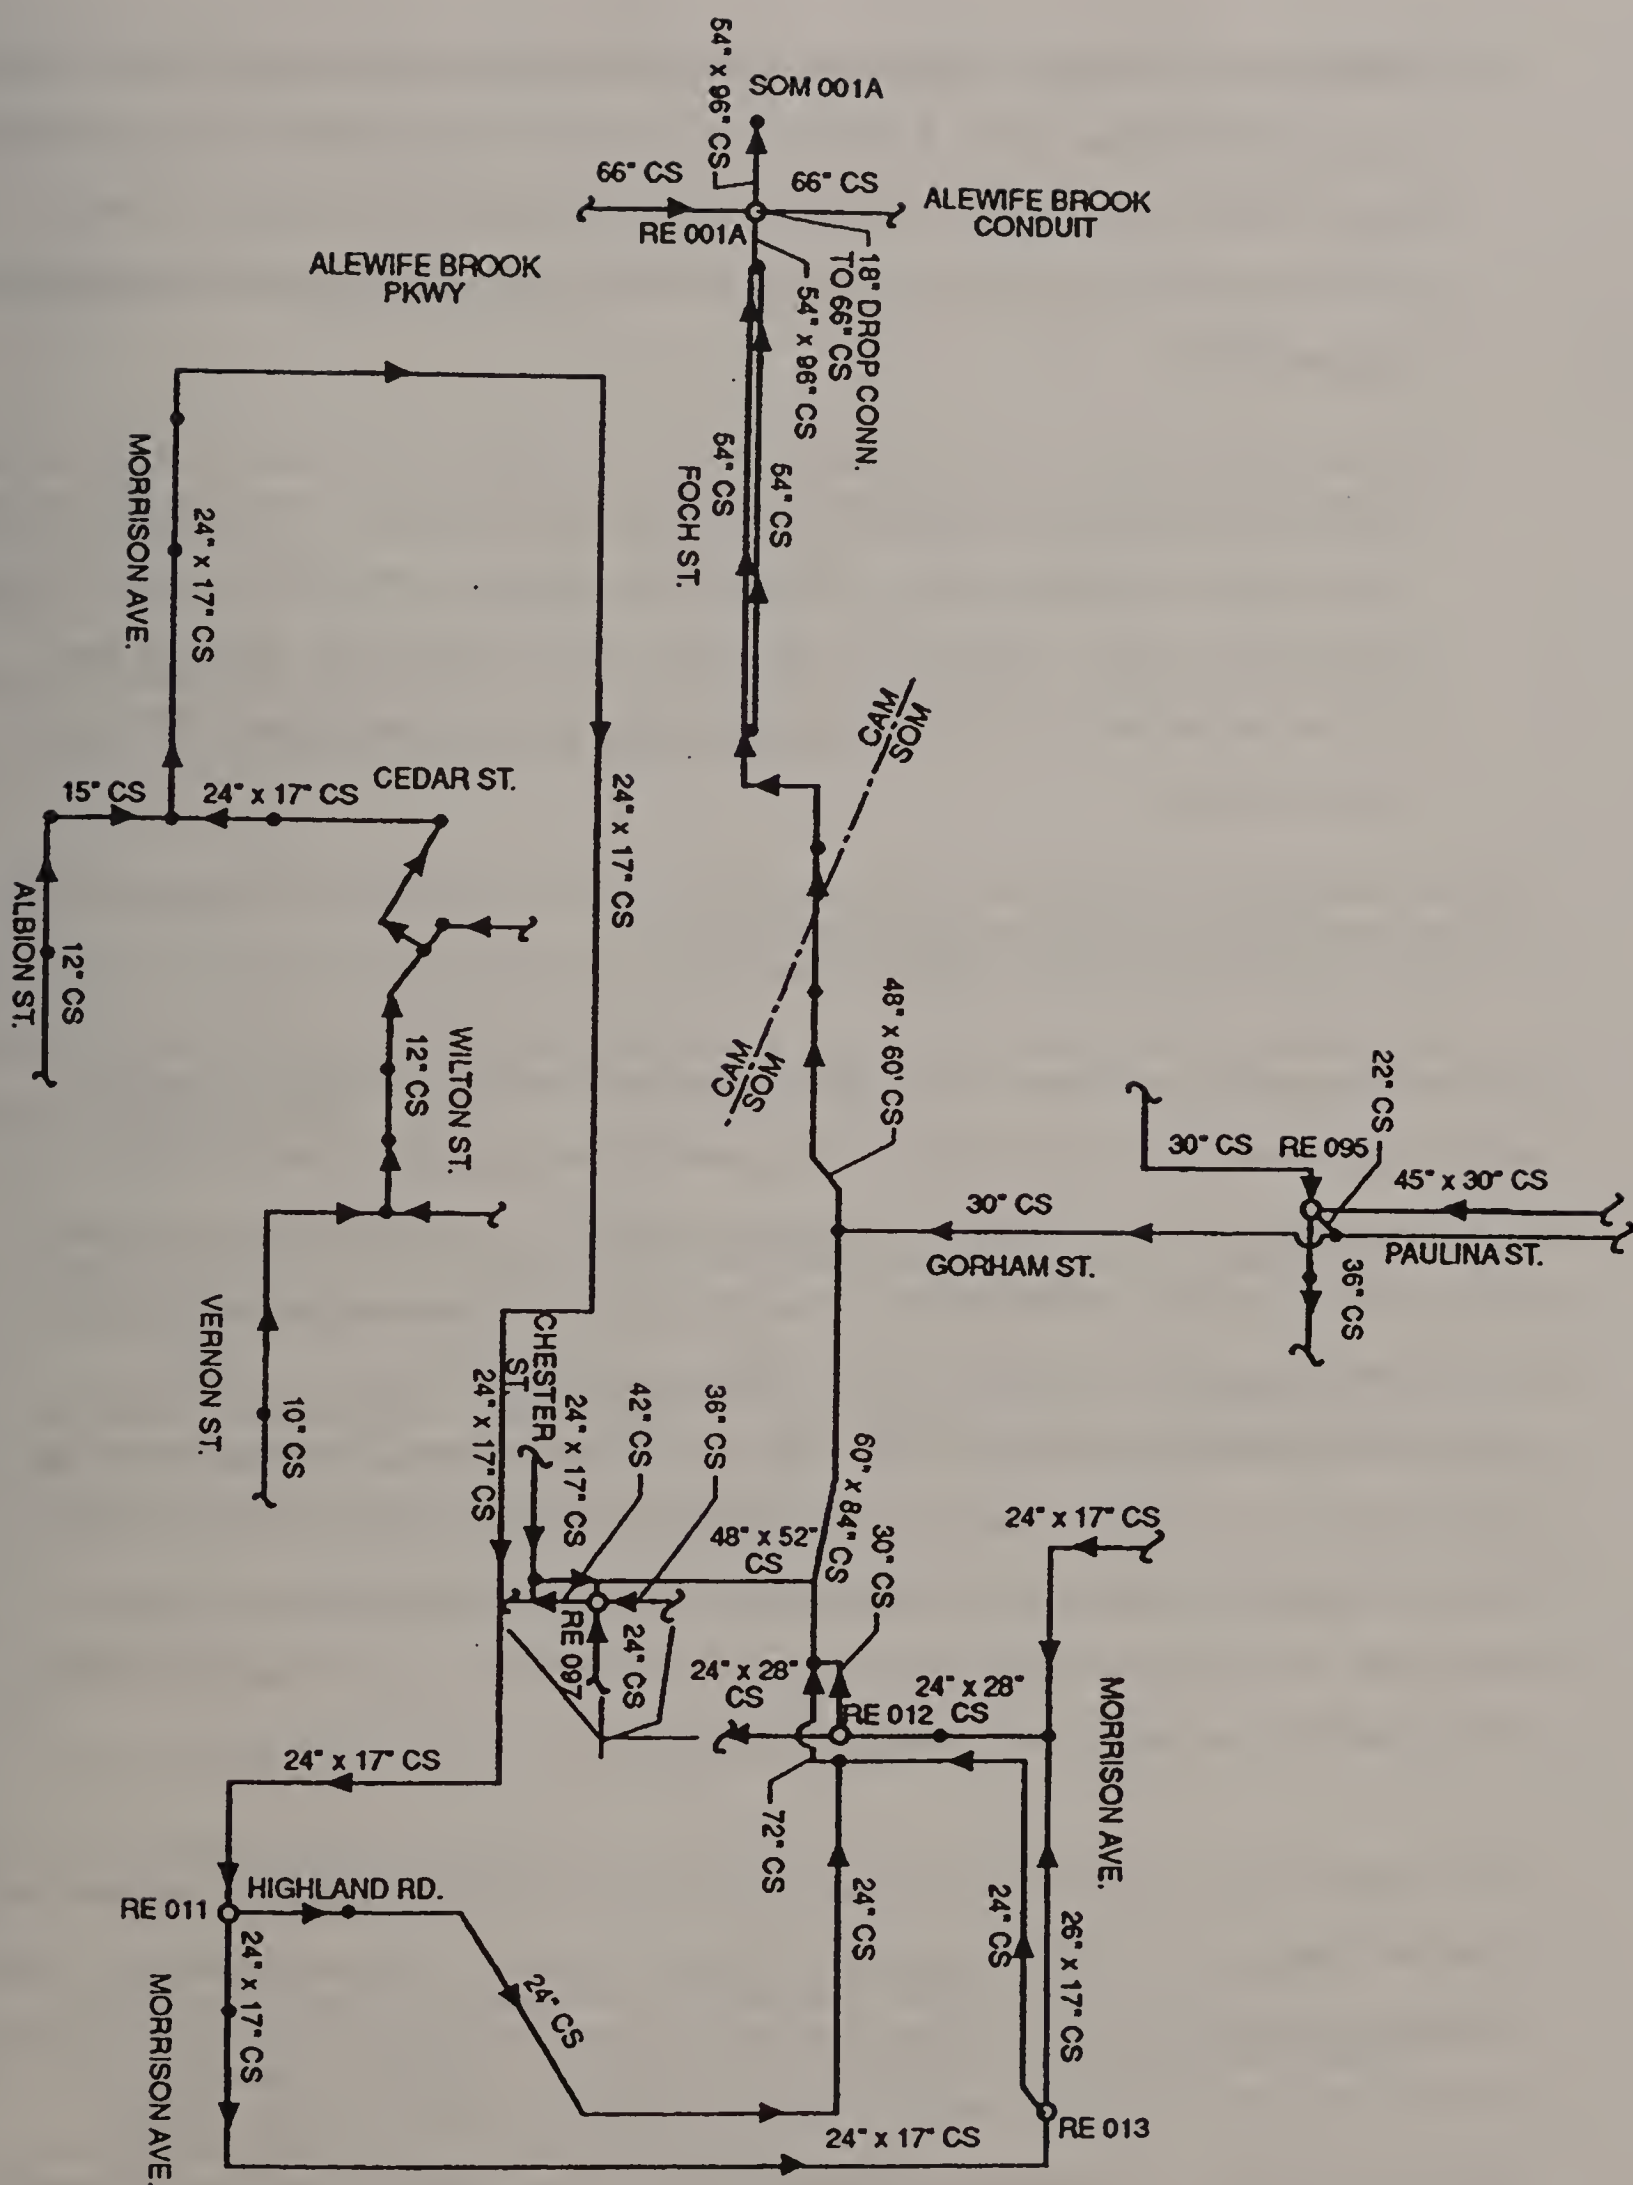 54" x 96" CS
SOM 001A
66" CS
66" CS
ALEWIFE BROOK
CONDUIT
RE 001A
18" DROP CONN.
TO 66" CS
54" x 96" CS
ALEWIFE BROOK
PKWY
54" CS
54" CS
FOCH ST.
MORRISON AVE.
24" x 17" CS
CAM
SOM
CEDAR ST.
15" CS
24" x 17" CS
24" x 17" CS
ALBION ST.
12" CS
WILTON ST.
12" CS
48" x 60' CS
CAM
SOM
22" CS
30" CS
RE 095
45" x 30" CS
30" CS
GORHAM ST.
PAULINA ST.
36" CS
VERNON ST.
10" CS
CHESTER
ST.
24" x 17" CS
24" x 17" CS
42" CS
36" CS
60" x 84" CS
30" CS
48" x 52"
CS
24" x 17" CS
RE 097
24" CS
24" x 28"
CS
RE 012
24" x 28"
CS
MORRISON AVE.
24" x 17" CS
72" CS
24" CS
24" CS
26" x 17" CS
RE 011
HIGHLAND RD.
24" x 17" CS
24" CS
MORRISON AVE.
24" x 17" CS
RE 013